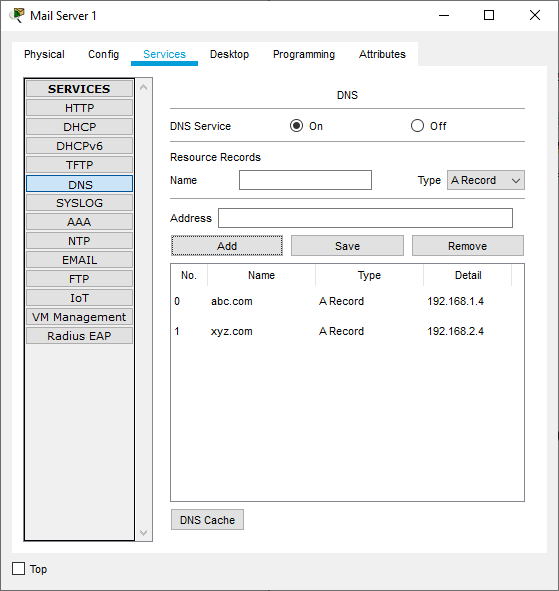 Mail Server 1
Physical Config Services Desktop Programming Attributes
SERVICES
HTTP
DHCP
DHCPv6
TFTP
DNS
SYSLOG
AAA
NTP
EMAIL
FTP
IoT
VM Management
Radius EAP
DNS
DNS Service On Off
Resource Records
Name Type A Record
Address
Add Save Remove
No. Name Type Detail
0 abc.com A Record 192.168.1.4
1 xyz.com A Record 192.168.2.4
DNS Cache
Top